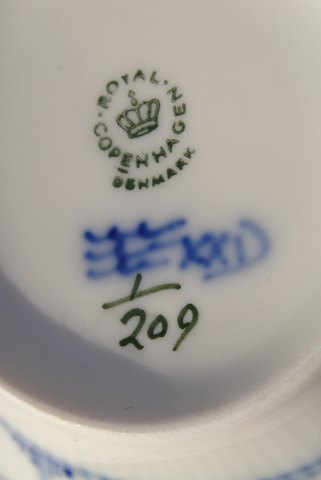 ROYAL
COPENHAGEN
DENMARK
1
209